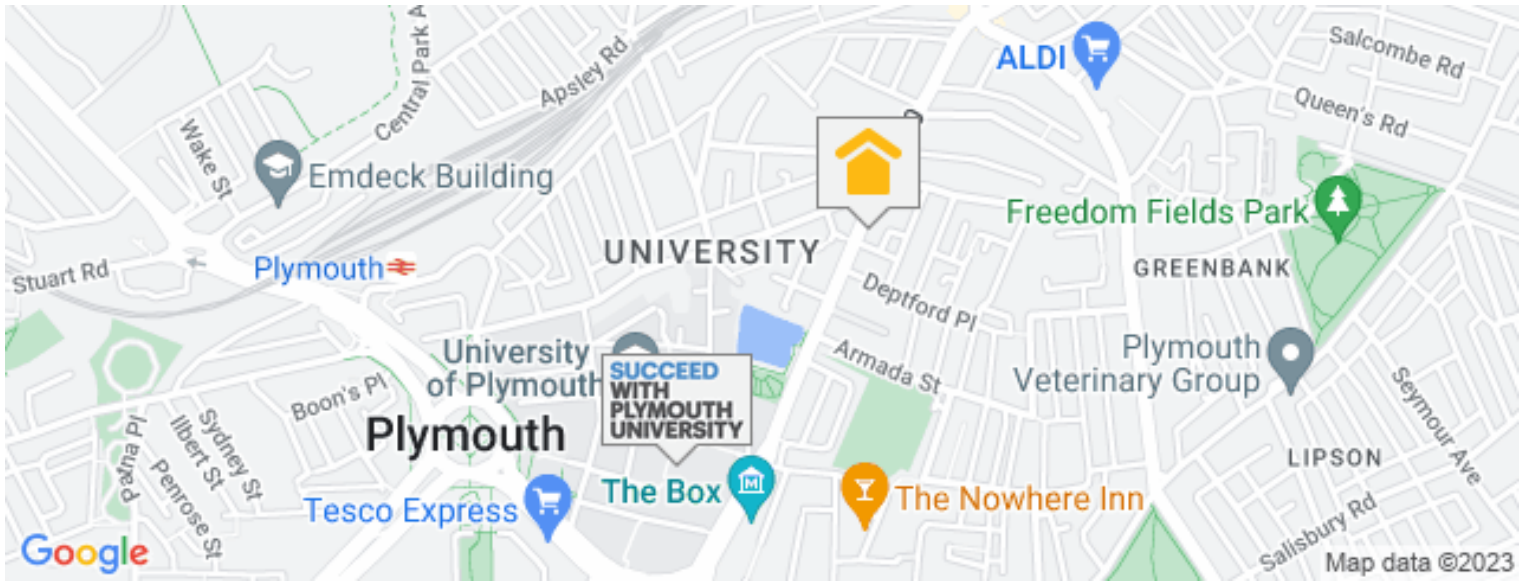 Salcombe Rd
ALDI
Apsley Rd
Central Park A
Queen's Rd
Wake St
Emdeck Building
Freedom Fields Park
UNIVERSITY
Stuart Rd
Plymouth
GREENBANK
Deptford Pl
University
of Plymouth
SUCCEED
WITH
PLYMOUTH
UNIVERSITY
Armada St
Plymouth
Veterinary Group
Boon's Pl
Plymouth
Sydney St
Ilbert St
Patna Pl
Penrose St
Seymour Ave
LIPSON
The Box
M
Tesco Express
The Nowhere Inn
Salisbury Rd
Google
Map data ©2023